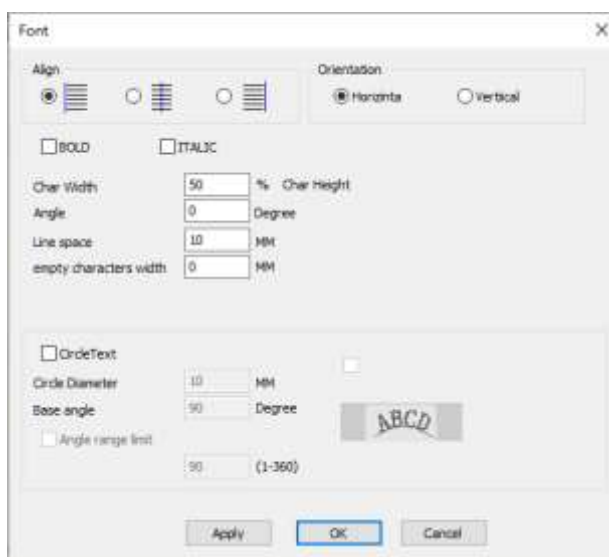 Font
Align
Orientation
Horizinta
Vertical
BOLD
ITALIC
Char Width 50 % Char Height
Angle 0 Degree
Line space 10 MM
empty characters width 0 MM
CircleText
Circle Diameter 10 MM
Base angle 90 Degree
Angle range limit
90 (1-360)
ABCD
Apply OK Cancel